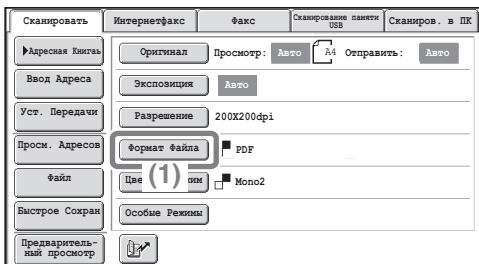 Сканировать Интернетфакс Факс Сканирование памяти USB Сканиров. в ПК
Адресная Книга Оригинал Просмотр: Авто A4 Отправить: Авто
Ввод Адреса Экспозиция Авто
Уст. Передачи Разрешение 200X200dpi
Просм. Адресов Формат Файла PDF
Файл (1) Mono2
Быстрое Сохран Особые Режимы
Предваритель-
ный просмотр